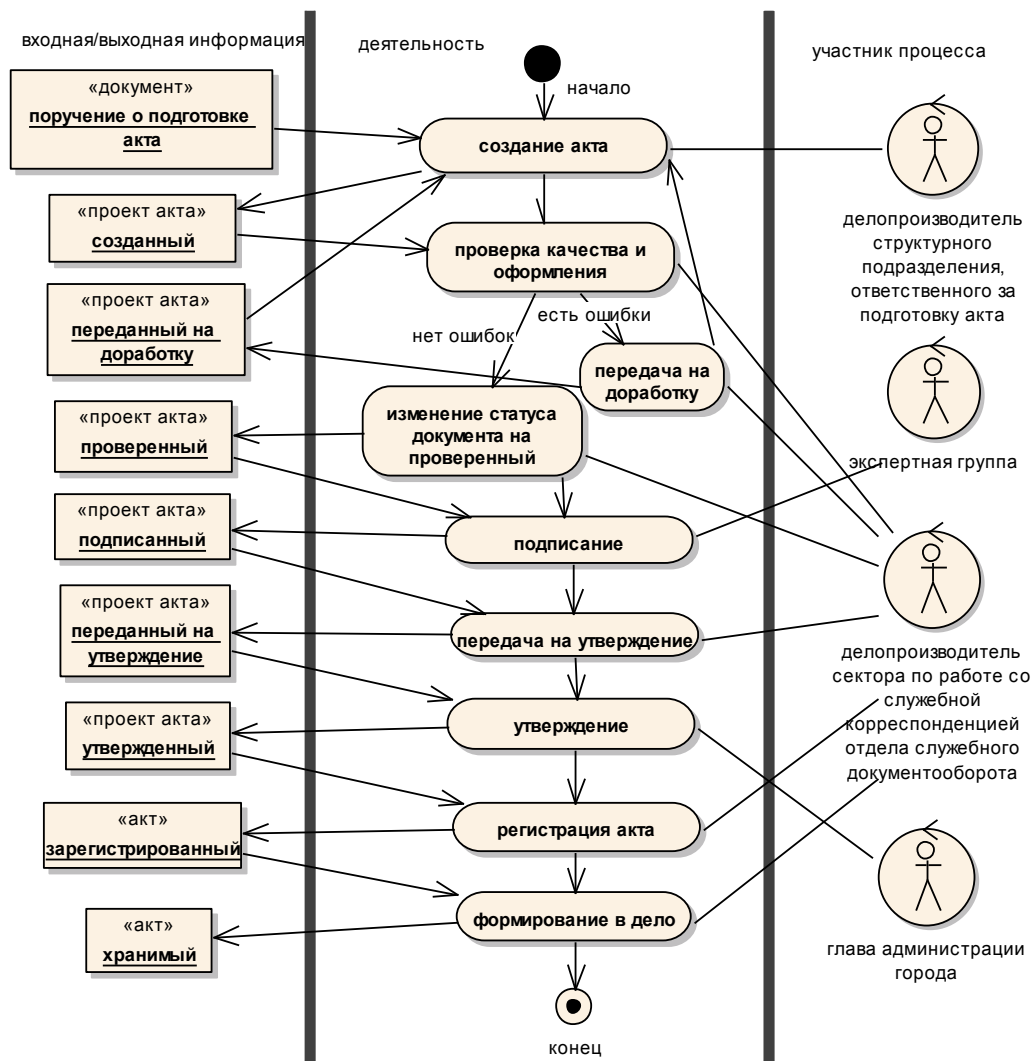 входная/выходная информация
деятельность
участник процесса
начало
«документ»
поручение о подготовке
акта
создание акта
«проект акта»
созданный
проверка качества и
оформления
делопроизводитель
структурного
подразделения,
ответственного за
подготовку акта
«проект акта»
переданный на
доработку
нет ошибок
есть ошибки
передача на
доработку
изменение статуса
документа на
проверенный
«проект акта»
проверенный
экспертная группа
«проект акта»
подписанный
подписание
«проект акта»
переданный на
утверждение
передача на утверждение
делопроизводитель
сектора по работе со
служебной
корреспонденцией
отдела служебного
документооборота
«проект акта»
утвержденный
утверждение
«акт»
зарегистрированный
регистрация акта
«акт»
хранимый
формирование в дело
глава администрации
города
конец